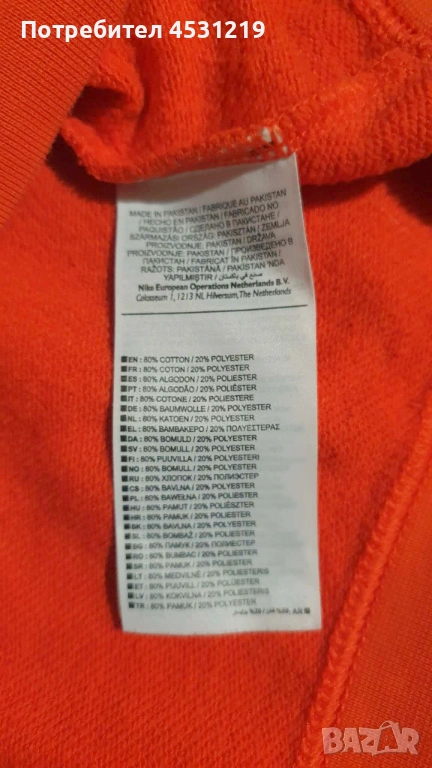 Потребител 4531219
MADE IN PAKISTAN / FABRIQUE AU PAKISTAN
/ HECHO EN PAKISTAN / FABRICADO NO
PAQUISTÃO / СДЕЛАНО В ПАКИСТАНЕ /
SZÁRMAZÁSI ORSZÁG: PAKISZTÁN / ZEMLJA
PROIZVODNJE: PAKISTAN / DRŽAVA
PROIZVODNJE: PAKISTAN / ПРОИЗВЕДЕНО В
ПАКИСТАН / FABRICAT ÎN PAKISTAN /
RAŽOTS: PAKISTĀNĀ / PAKISTAN 'NDA
YAPILMIŞTIR / صنع في باكستان
Nike European Operations Netherlands B.V.
Colosseum 1, 1213 NL Hilversum, The Netherlands
EN : 80% COTTON / 20% POLYESTER
FR : 80% COTON / 20% POLYESTER
ES : 80% ALGODON / 20% POLIESTER
PT : 80% ALGODÃO / 20% POLIÉSTER
IT : 80% COTONE / 20% POLIESTERE
DE : 80% BAUMWOLLE / 20% POLYESTER
NL : 80% KATOEN / 20% POLYESTER
EL : 80% ΒΑΜΒΑΚΕΡΟ / 20% ΠΟΛΥΕΣΤΕΡΑΣ
DA : 80% BOMULD / 20% POLYESTER
SV : 80% BOMULL / 20% POLYESTER
FI : 80% PUUVILLA / 20% POLYESTERI
NO : 80% BOMULL / 20% POLYESTER
RU : 80% ХЛОПОК / 20% ПОЛИЭСТЕР
CS : 80% BAVLNA / 20% POLYESTER
PL : 80% BAWEŁNA / 20% POLIESTER
HU : 80% PAMUT / 20% POLIÉSZTER
HR : 80% PAMUK / 20% POLIESTER
SK : 80% BAVLNA / 20% POLYESTER
SL : 80% BOMBAŽ / 20% POLIESTER
BG : 80% ПАМУК / 20% ПОЛИЕСТЕР
RO : 80% BUMBAC / 20% POLIESTER
SR : 80% PAMUK / 20% POLIESTER
LT : 80% MEDVILNĖ / 20% POLIESTERIS
ET : 80% PUUVILL / 20% POLÜESTER
LV : 80% KOKVILNA / 20% POLIESTERIS
TR : 80% PAMUK / 20% POLYESTER
BAZAR